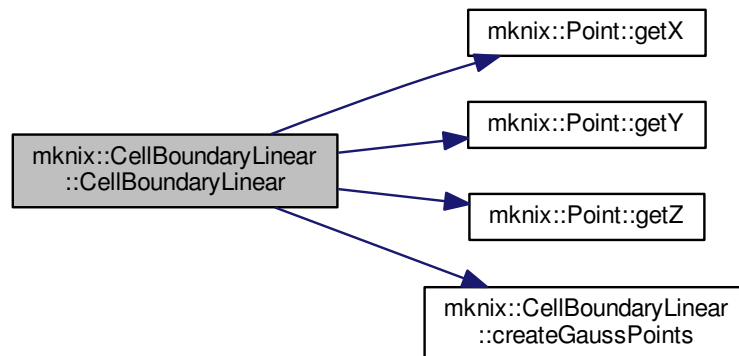 mknix::Point::getX
mknix::Point::getY
mknix::CellBoundaryLinear
::CellBoundaryLinear
mknix::Point::getZ
mknix::CellBoundaryLinear
::createGaussPoints